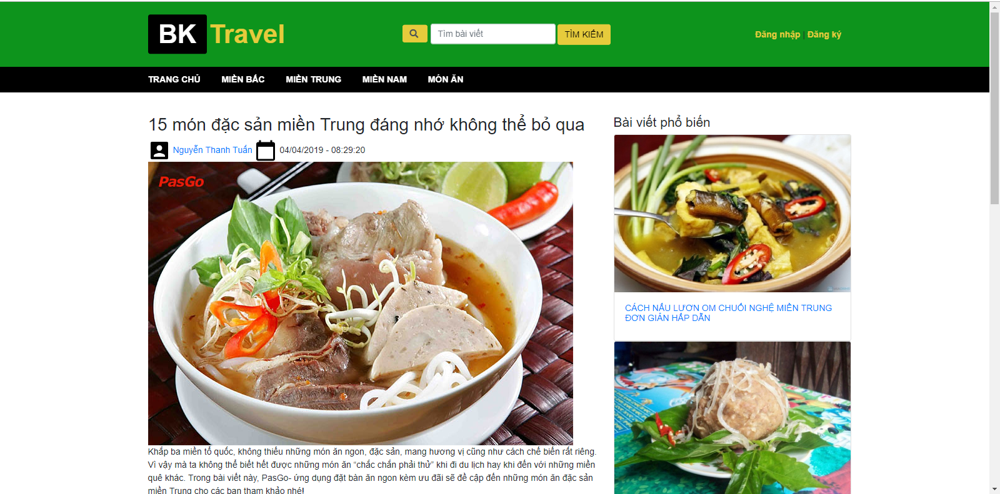 BK Travel
Tìm bài viết
TÌM KIẾM
Đăng nhập | Đăng ký
TRANG CHỦ MIỀN BẮC MIỀN TRUNG MIỀN NAM MÓN ĂN
15 món đặc sản miền Trung đáng nhớ không thể bỏ qua
Nguyễn Thanh Tuấn 04/04/2019 - 08:29:20
PasGo
Khắp ba miền tổ quốc, không thiếu những món ăn ngon, đặc sản, mang hương vị cũng như cách chế biến rất riêng.
Vì vậy mà ta không thể biết hết được những món ăn “chắc chắn phải thử” khi đi du lịch hay khi đến với những miền
quê khác. Trong bài viết này, PasGo- ứng dụng đặt bàn ăn ngon kèm ưu đãi sẽ đề cập đến những món ăn đặc sản
miền Trung cho các bạn tham khảo nhé!
Bài viết phổ biến
CÁCH NẤU LƯƠN OM CHUỐI NGHỆ MIỀN TRUNG
ĐƠN GIẢN HẤP DẪN